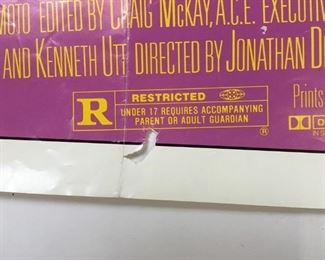 EDITED BY CRAIG MCKAY, A.C.E. EXECUTIVE
AND KENNETH UTT DIRECTED BY JONATHAN
R RESTRICTED
UNDER 17 REQUIRES ACCOMPANYING
PARENT OR ADULT GUARDIAN
®
Prints